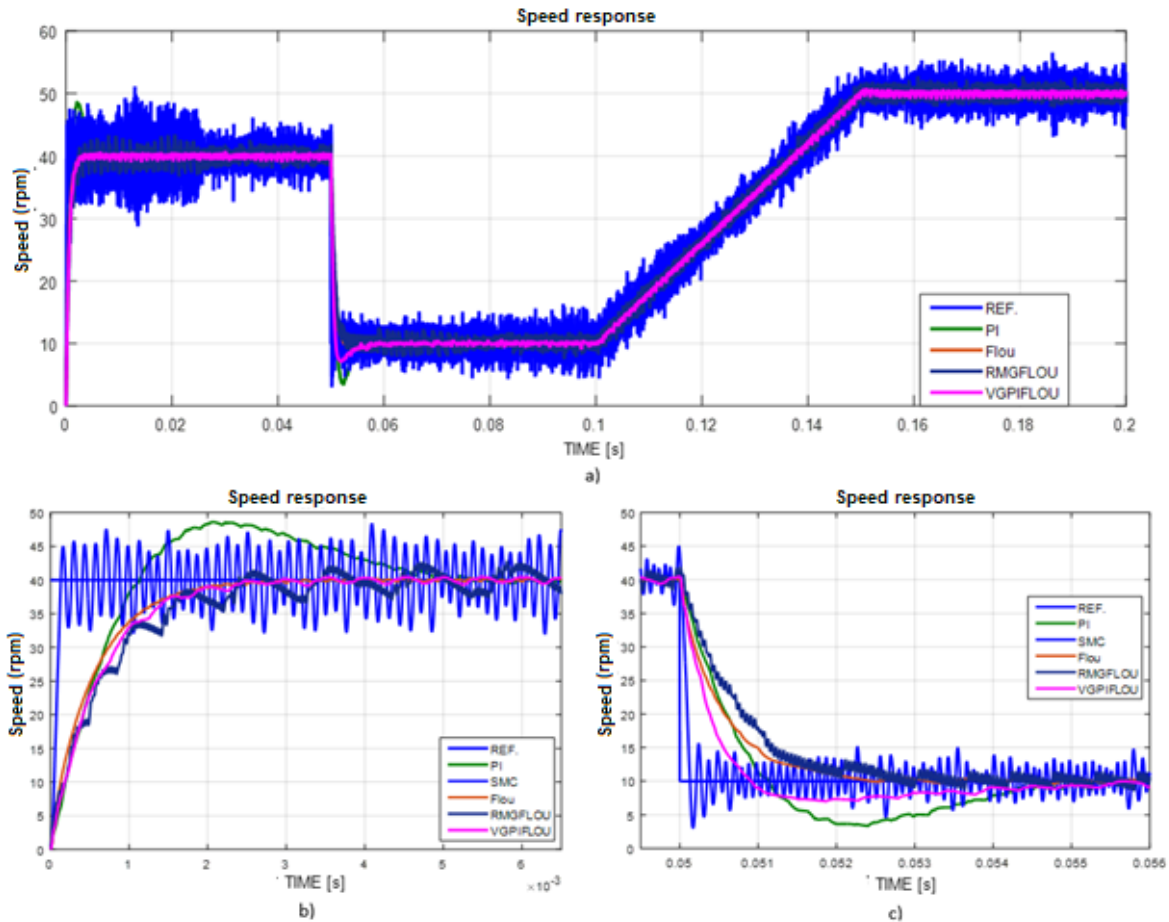 Speed response
60
50
40
30
20
10
0
Speed (rpm)
0 0.02 0.04 0.06 0.08 0.1 0.12 0.14 0.16 0.18 0.2
TIME [s]
REF.
PI
Flou
RMGFLOU
VGPIFLOU
a)
Speed response
50
45
40
35
30
25
20
15
10
5
0
Speed (rpm)
0 1 2 3 4 5 6
×10⁻³
TIME [s]
REF.
PI
SMC
Flou
RMGFLOU
VGPIFLOU
b)
Speed response
50
45
40
35
30
25
20
15
10
5
0
Speed (rpm)
0.05 0.051 0.052 0.053 0.054 0.055 0.056
TIME [s]
REF.
PI
SMC
Flou
RMGFLOU
VGPIFLOU
c)